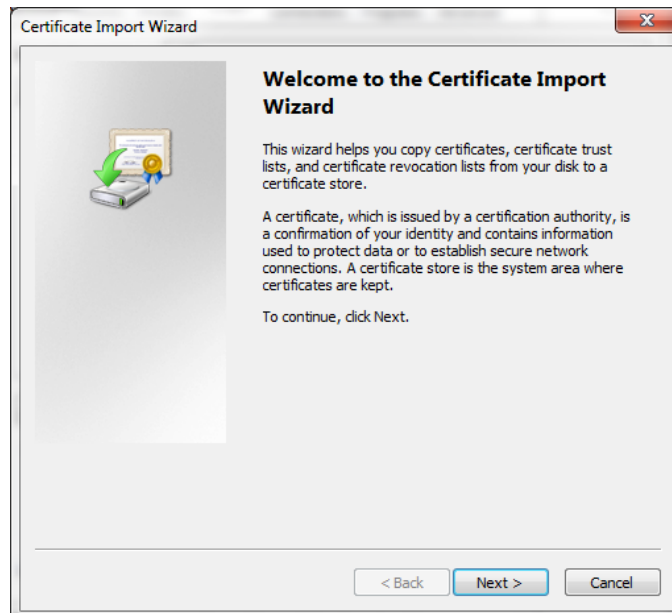 Certificate Import Wizard
Welcome to the Certificate Import
Wizard
This wizard helps you copy certificates, certificate trust
lists, and certificate revocation lists from your disk to a
certificate store.
A certificate, which is issued by a certification authority, is
a confirmation of your identity and contains information
used to protect data or to establish secure network
connections. A certificate store is the system area where
certificates are kept.
To continue, click Next.
< Back Next > Cancel